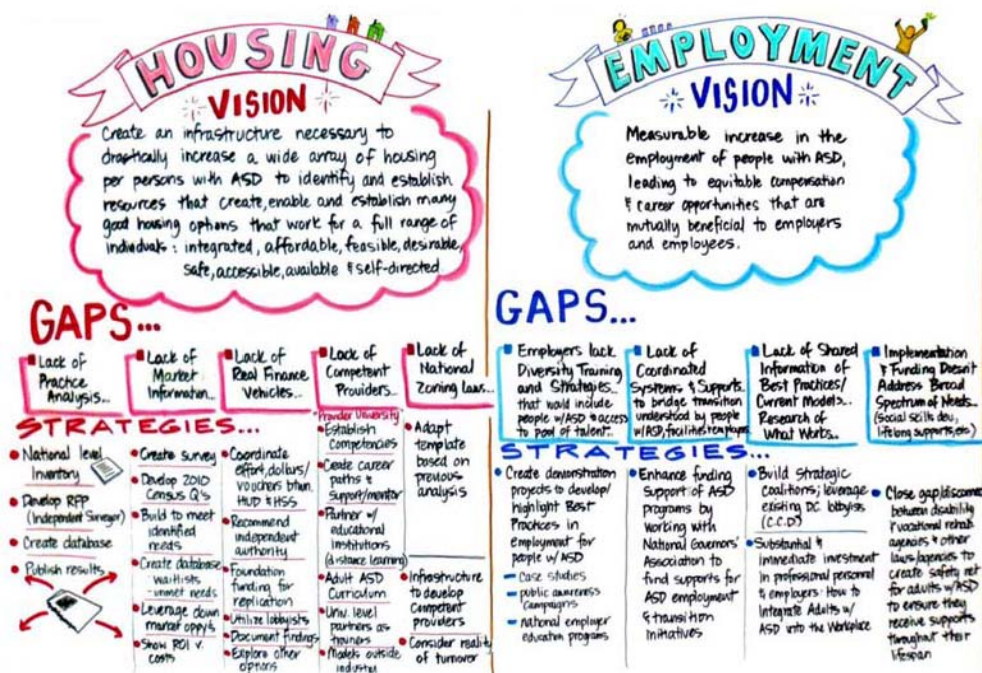 HOUSING
VISION
Create an infrastructure necessary to
drastically increase a wide array of housing
per persons with ASD to identify and establish
resources that create, enable and establish many
good housing options that work for a full range of
individuals: integrated, affordable, feasible, desirable,
safe, accessible, available & self-directed
GAPS...
Lack of
Practice
Analysis...
Lack of
Market
Information...
Lack of
Real Finance
Vehicles...
Lack of
Competent
Providers...
Lack of
National
Zoning Laws...
STRATEGIES...
National level
Inventory
Develop RFP
(Independent Surveyor)
Create database
Publish results
Create survey
Develop 2010
Census Q's
Build to meet
identified
needs
Create database
-waitlists
-unmet needs
Leverage down
market oppt'ys
Show ROI v.
costs
Coordinate
effort, dollars/
vouchers btwn.
HUD & HSS
Recommend
independent
authority
Foundation
funding for
replication
Utilize lobbyists
Document findings
Explore other
options
"Provider University"
Establish
Competencies
Create career
paths &
support/mentor
Partner w/
educational
institutions
(distance learning)
Adult ASD
Curriculum
Univ. level
partners as
trainers
Models outside
industry
Adapt
template
based on
previous
analysis
Infrastructure
to develop
Competent
providers
Consider reality
of turnover
EMPLOYMENT
VISION
Measurable increase in the
employment of people with ASD,
leading to equitable compensation
& career opportunities that are
mutually beneficial to employers
and employees.
GAPS...
Employers lack
Diversity Training
and Strategies...
that would include
people w/ASD & access
to pool of talent...
Lack of
Coordinated
Systems & Supports
to bridge transition
understood by people
w/ASD, facilities & employers
Lack of Shared
Information of
Best Practices/
Current Models...
Research of
What Works...
Implementation
& Funding Doesn't
Address Broad
Spectrum of Needs...
(social skills dev.,
lifelong supports, etc)
STRATEGIES...
Create demonstration
projects to develop/
highlight Best
Practices in
employment for
people w/ASD
case studies
public awareness
campaigns
national employer
education programs
Enhance funding
support of ASD
programs by
working with
National Governors'
Association to
fund supports for
ASD employment
& transition
Initiatives
Build strategic
coalitions; leverage
existing D.C. lobbyists
(C.C.D)
Substantial &
immediate investment
in professional personnel
& employers: How to
Integrate Adults w/
ASD into the Workplace
Close gap/disconnect
between disability
& vocational rehab
agencies & other
laws/agencies to
create safety net
for adults w/ASD
to ensure they
receive supports
throughout their
lifespan